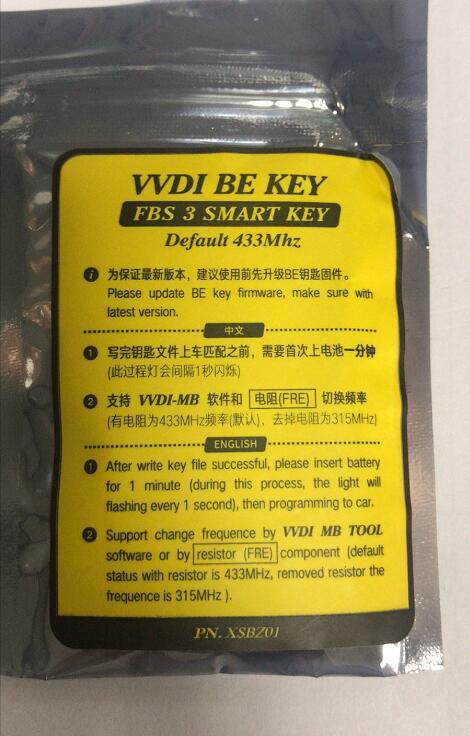 VVDI BE KEY
FBS 3 SMART KEY
Default 433Mhz
i 为保证最新版本，建议使用前先升级BE钥匙固件。
Please update BE key firmware, make sure with
latest version.
中文
1 写完钥匙文件上车匹配之前，需要首次上电池一分钟
(此过程灯会间隔1秒闪烁)
2 支持 VVDI-MB 软件和 电阻(FRE) 切换频率
(有电阻为433MHz频率(默认)，去掉电阻为315MHz)
ENGLISH
1 After write key file successful, please insert battery
for 1 minute (during this process, the light will
flashing every 1 second), then programming to car.
2 Support change frequence by VVDI MB TOOL
software or by resistor (FRE) component (default
status with resistor is 433MHz, removed resistor the
frequence is 315MHz ).
PN. XSBZ01